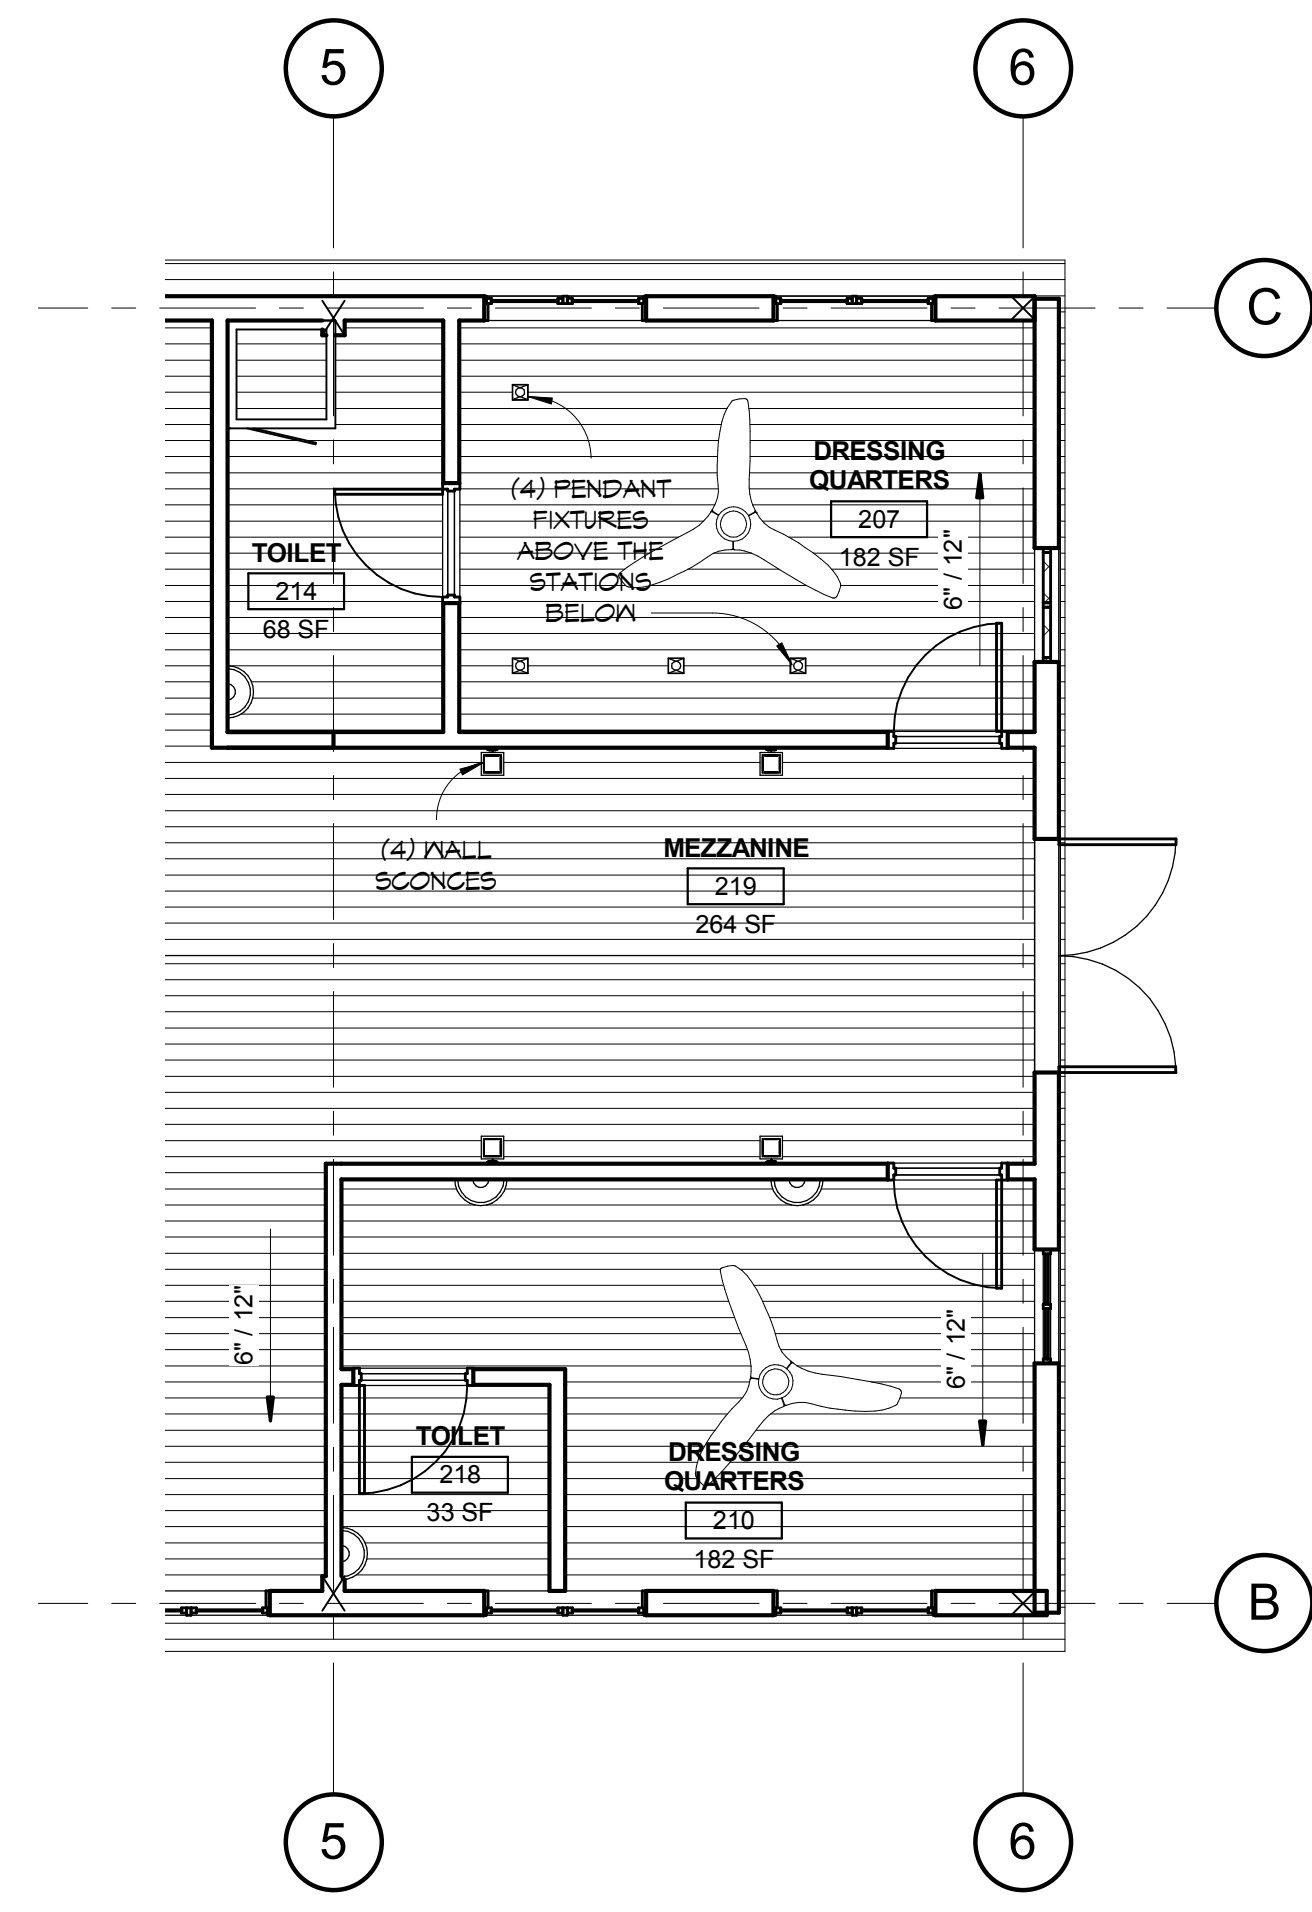 5
6
C
DRESSING
QUARTERS
207
182 SF
6" / 12"
(4) PENDANT
FIXTURES
ABOVE THE
STATIONS
BELOW
TOILET
214
68 SF
(4) WALL
SCONCES
MEZZANINE
219
264 SF
6" / 12"
6" / 12"
TOILET
218
33 SF
DRESSING
QUARTERS
210
182 SF
B
5
6